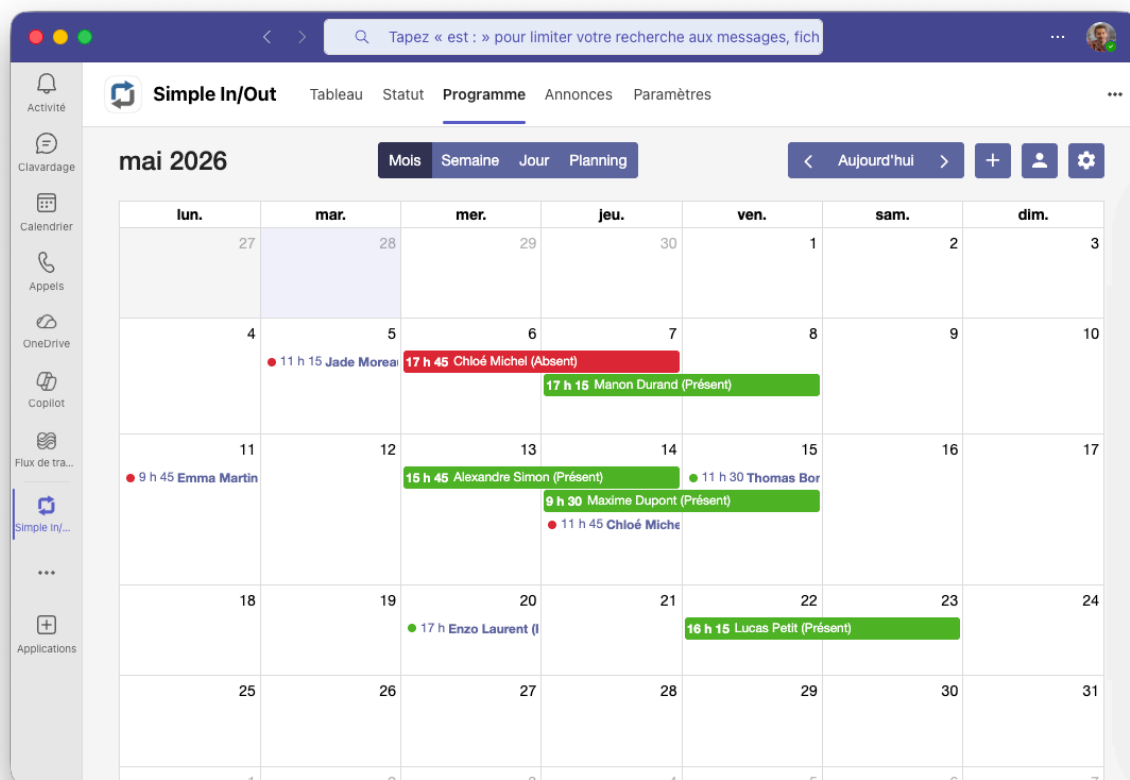 Tapez « est : » pour limiter votre recherche aux messages, fich
Activité
Clavardage
Calendrier
Appels
OneDrive
Copilot
Flux de tra...
Simple In/...
Applications
Simple In/Out Tableau Statut Programme Annonces Paramètres
mai 2026 Mois Semaine Jour Planning Aujourd'hui
lun. mar. mer. jeu. ven. sam. dim.
27 28 29 30 1 2 3
4 5 6 7 8 9 10
11 h 15 Jade Moreau 17 h 45 Chloé Michel (Absent)
17 h 15 Manon Durand (Présent)
11 12 13 14 15 16 17
9 h 45 Emma Martin 15 h 45 Alexandre Simon (Présent) 11 h 30 Thomas Bor
9 h 30 Maxime Dupont (Présent)
11 h 45 Chloé Miche
18 19 20 21 22 23 24
17 h Enzo Laurent (I 16 h 15 Lucas Petit (Présent)
25 26 27 28 29 30 31